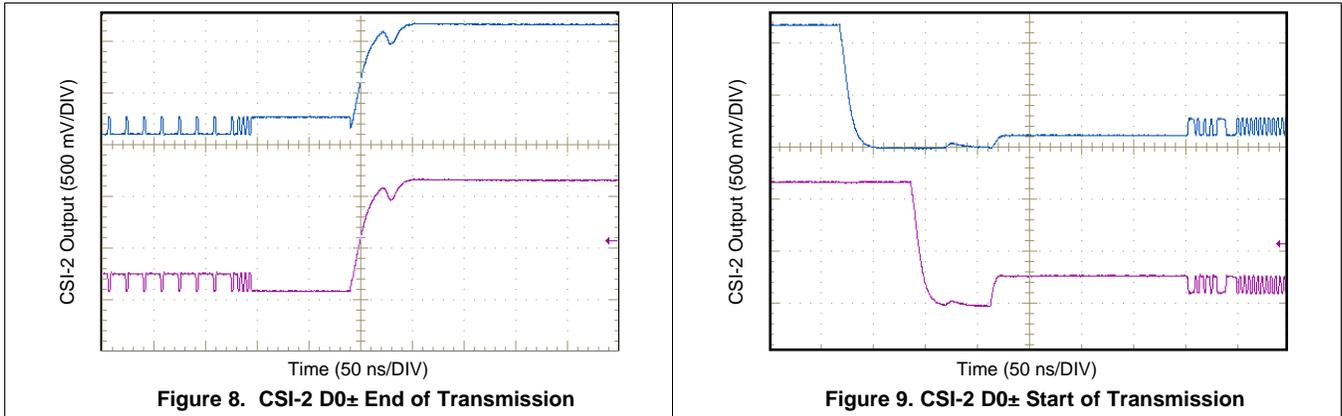 CSI-2 Output (500 mV/DIV)
Time (50 ns/DIV)
Figure 8. CSI-2 D0± End of Transmission
CSI-2 Output (500 mV/DIV)
Time (50 ns/DIV)
Figure 9. CSI-2 D0± Start of Transmission